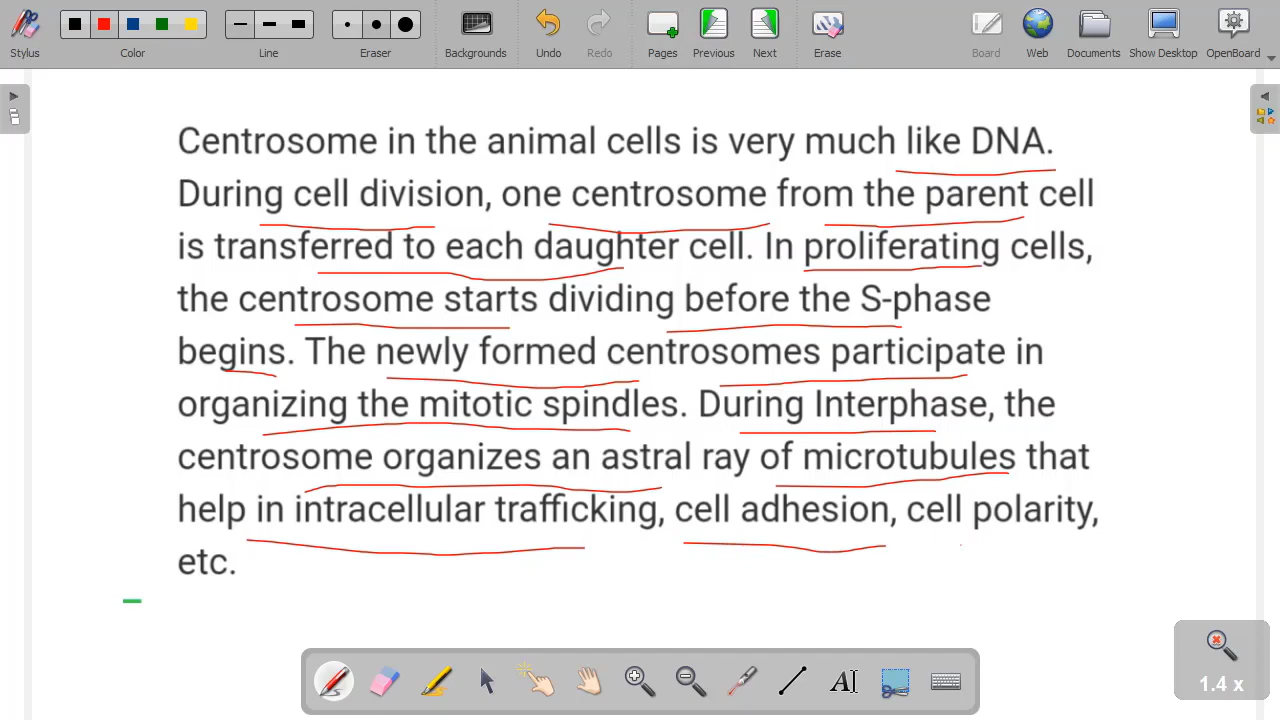 Stylus
Color
Line
Eraser
Backgrounds
Undo
Redo
Pages
Previous
Next
Erase
Board
Web
Documents
Show Desktop
OpenBoard
Centrosome in the animal cells is very much like DNA.
During cell division, one centrosome from the parent cell
is transferred to each daughter cell. In proliferating cells,
the centrosome starts dividing before the S-phase
begins. The newly formed centrosomes participate in
organizing the mitotic spindles. During Interphase, the
centrosome organizes an astral ray of microtubules that
help in intracellular trafficking, cell adhesion, cell polarity,
etc.
AI
1.4 x